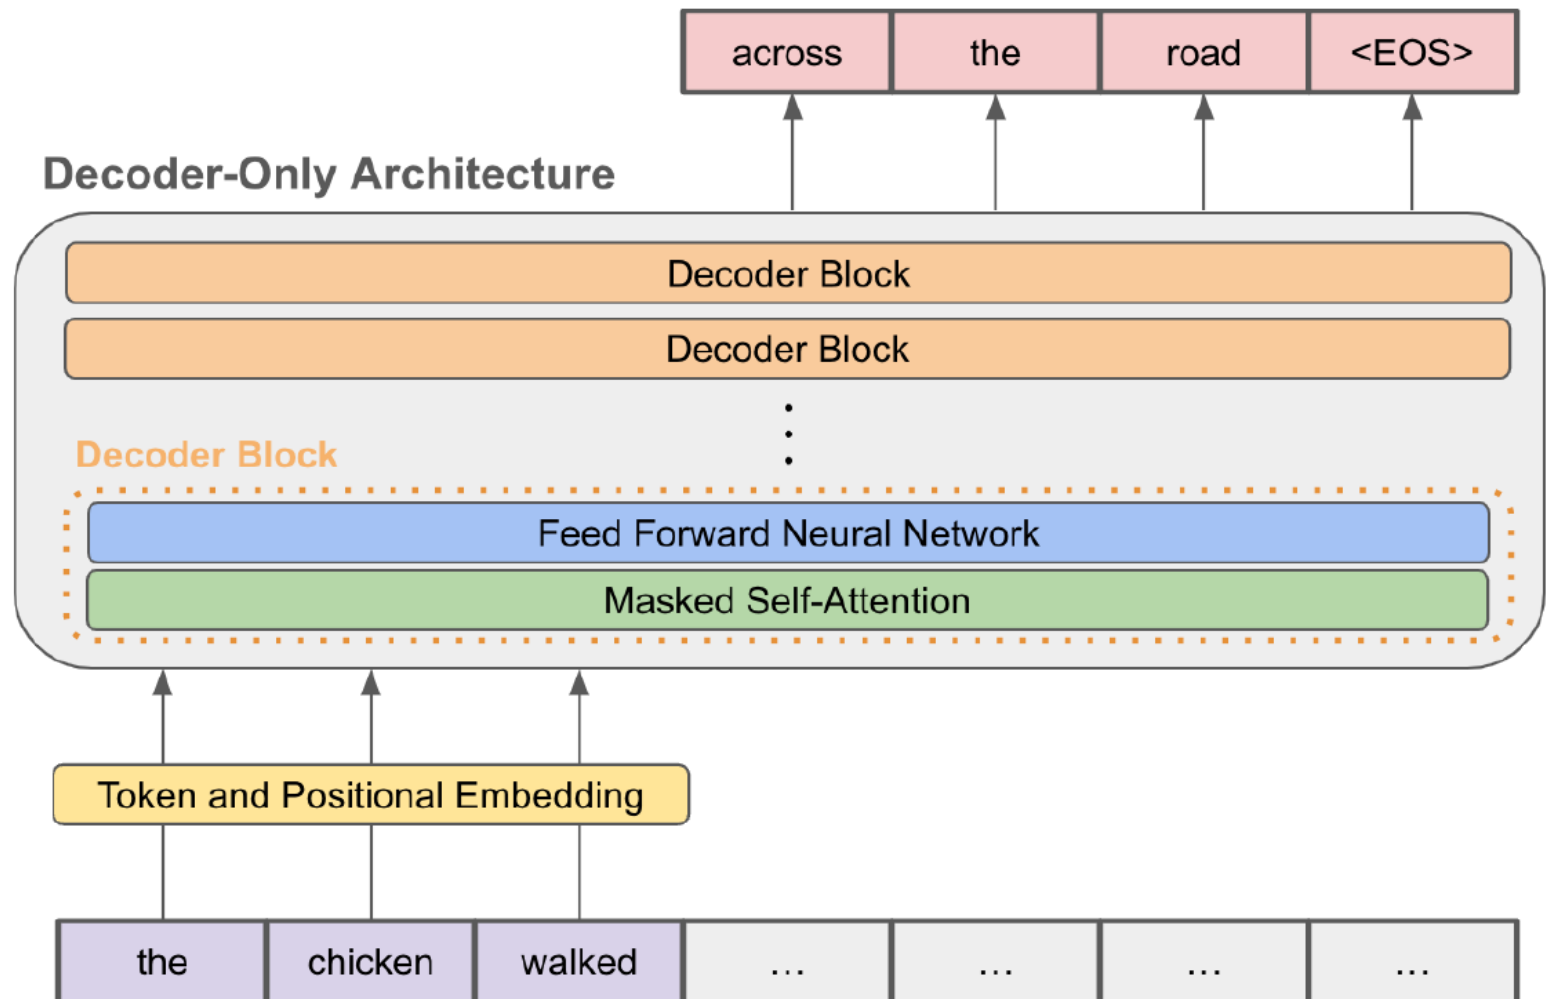 across the road <EOS>
Decoder-Only Architecture
Decoder Block
Decoder Block
Decoder Block
Feed Forward Neural Network
Masked Self-Attention
Token and Positional Embedding
the chicken walked ... ... ... ...